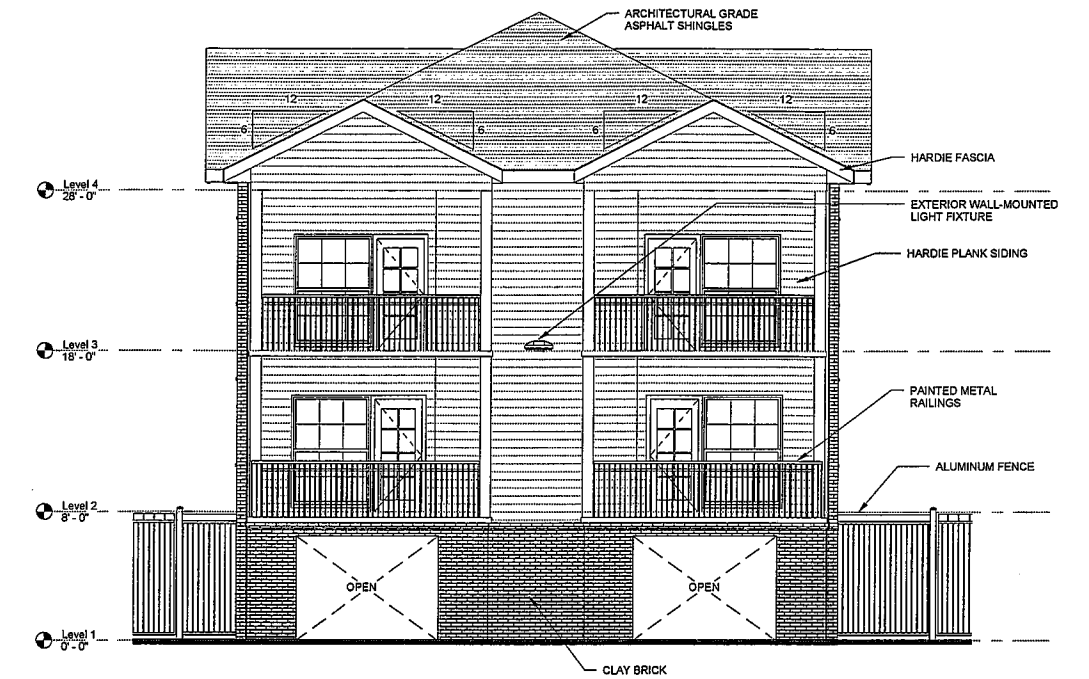 ARCHITECTURAL GRADE
ASPHALT SHINGLES
12
12
12
12
6
6
6
6
HARDIE FASCIA
Level 4
28' - 0"
EXTERIOR WALL-MOUNTED
LIGHT FIXTURE
HARDIE PLANK SIDING
Level 3
18' - 0"
PAINTED METAL
RAILINGS
ALUMINUM FENCE
Level 2
8' - 0"
OPEN
OPEN
Level 1
0' - 0"
CLAY BRICK